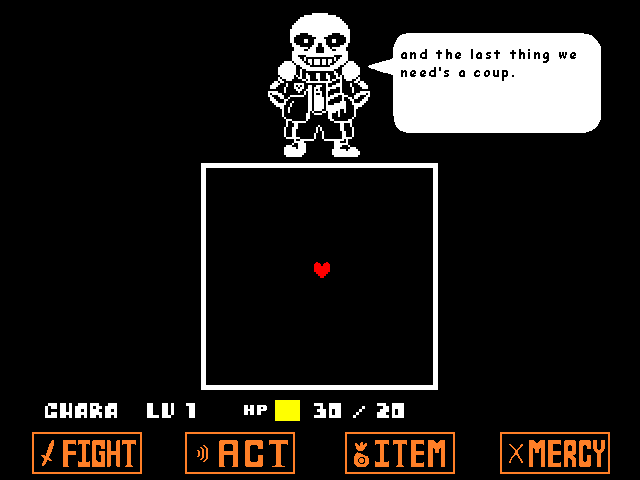 and the last thing we
need's a coup.
CHARA LV 1 HP 30 / 20
FIGHT ACT ITEM MERCY